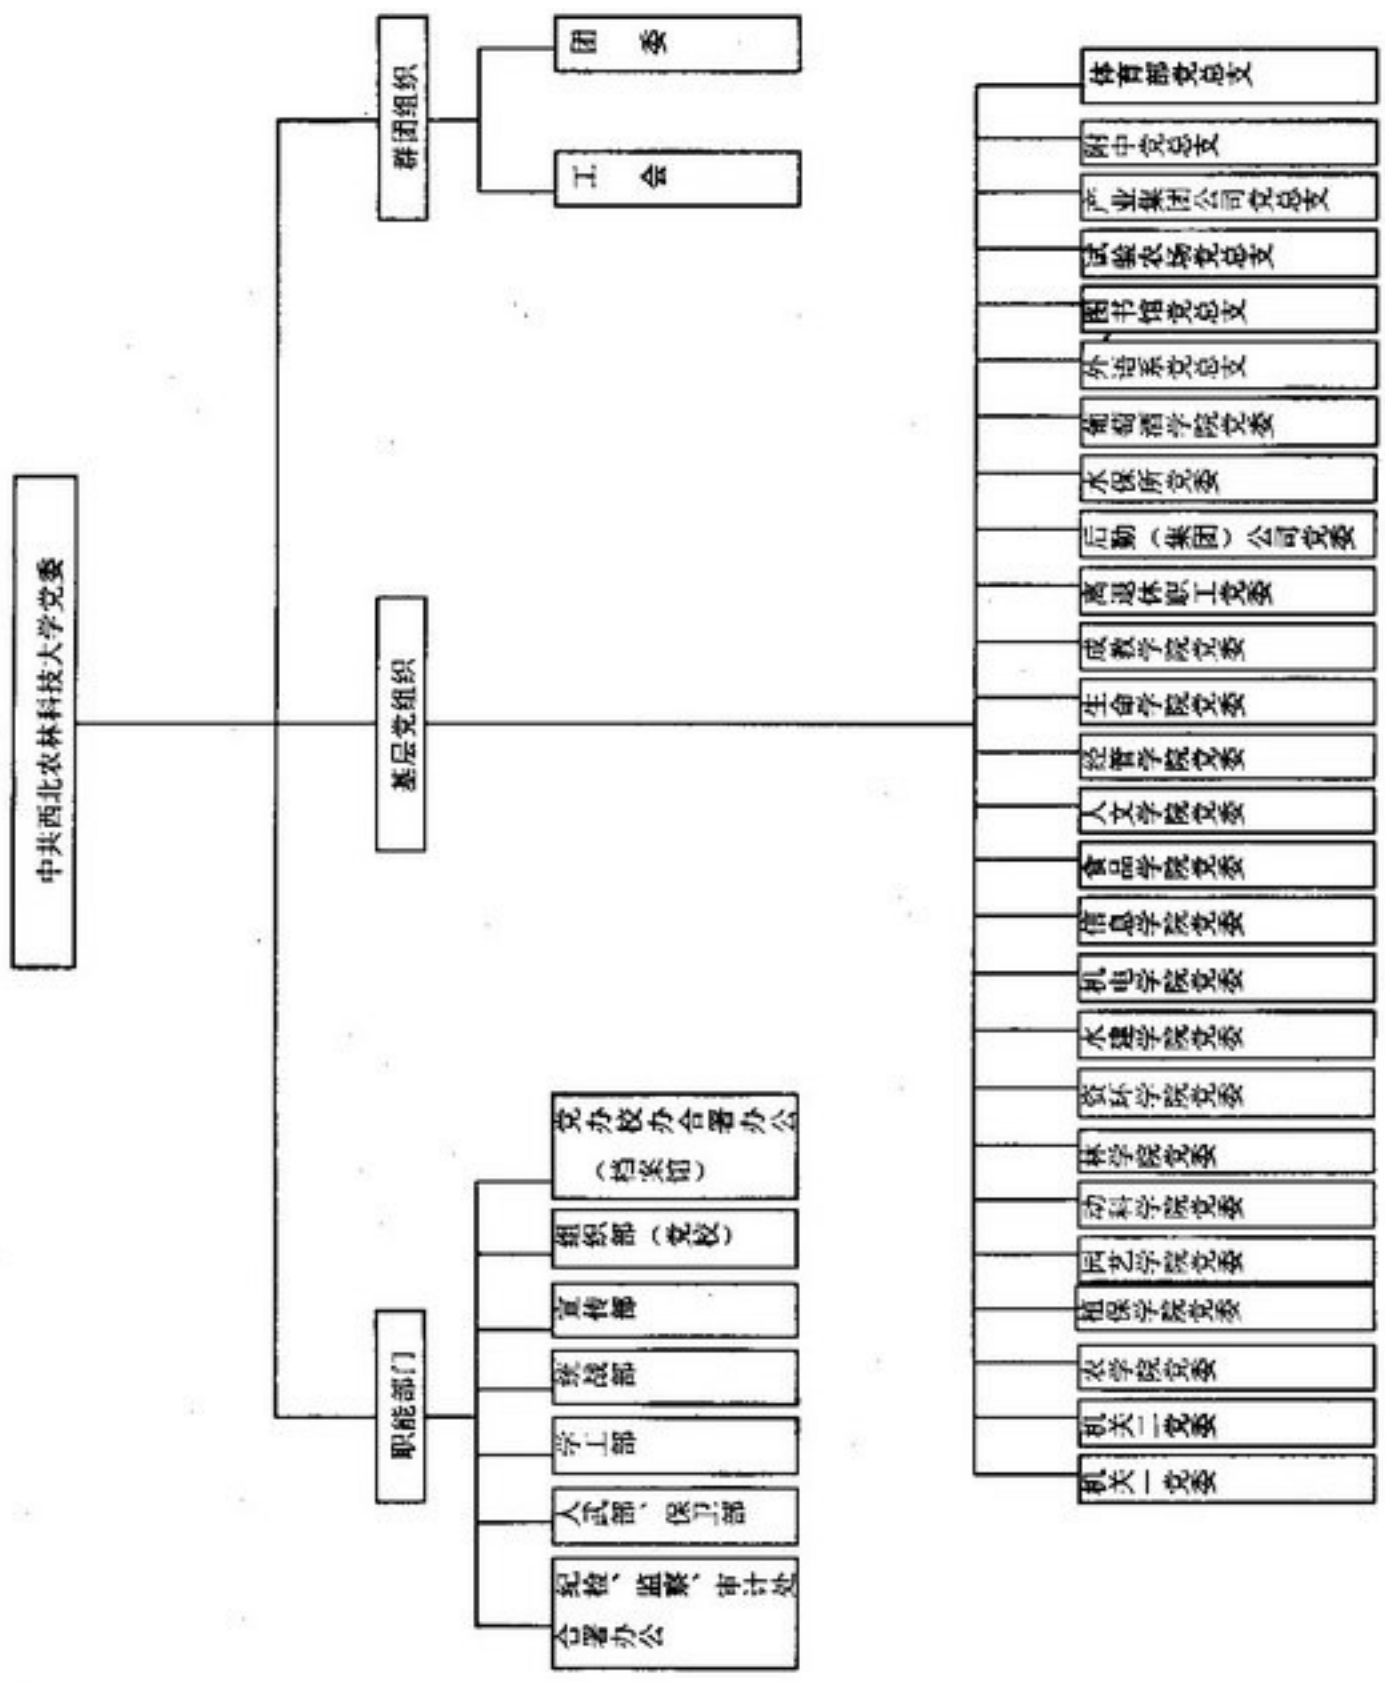 中共西北农林科技大学党委
职能部门
基层党组织
群团组织
纪检、监察、审计处
合署办公
人武部、保卫部
学工部
统战部
宣传部
组织部（党校）
党办校办合署办公
（档案馆）
工会
团委
机关一党委
机关二党委
农学院党委
植保学院党委
园艺学院党委
动科学院党委
林学院党委
资环学院党委
水建学院党委
机电学院党委
信息学院党委
食品学院党委
人文学院党委
经管学院党委
生命学院党委
成教学院党委
离退休职工党委
后勤（集团）公司党委
水保所党委
葡萄酒学院党委
外语系党总支
图书馆党总支
试验农场党总支
产业集团公司党总支
附中党总支
体育部党总支